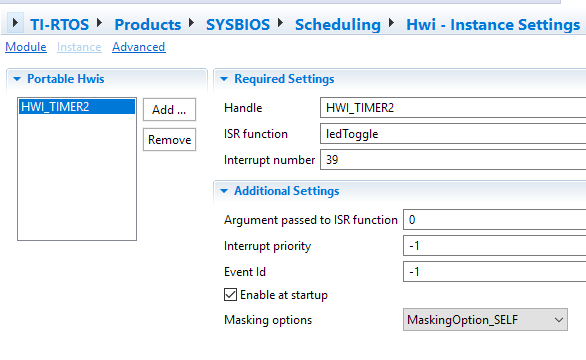 TI-RTOS Products SYSBIOS Scheduling Hwi - Instance Settings
Module Instance Advanced
Portable Hwis
HWI_TIMER2
Add ...
Remove
Required Settings
Handle HWI_TIMER2
ISR function ledToggle
Interrupt number 39
Additional Settings
Argument passed to ISR function 0
Interrupt priority -1
Event Id -1
Enable at startup
Masking options MaskingOption_SELF